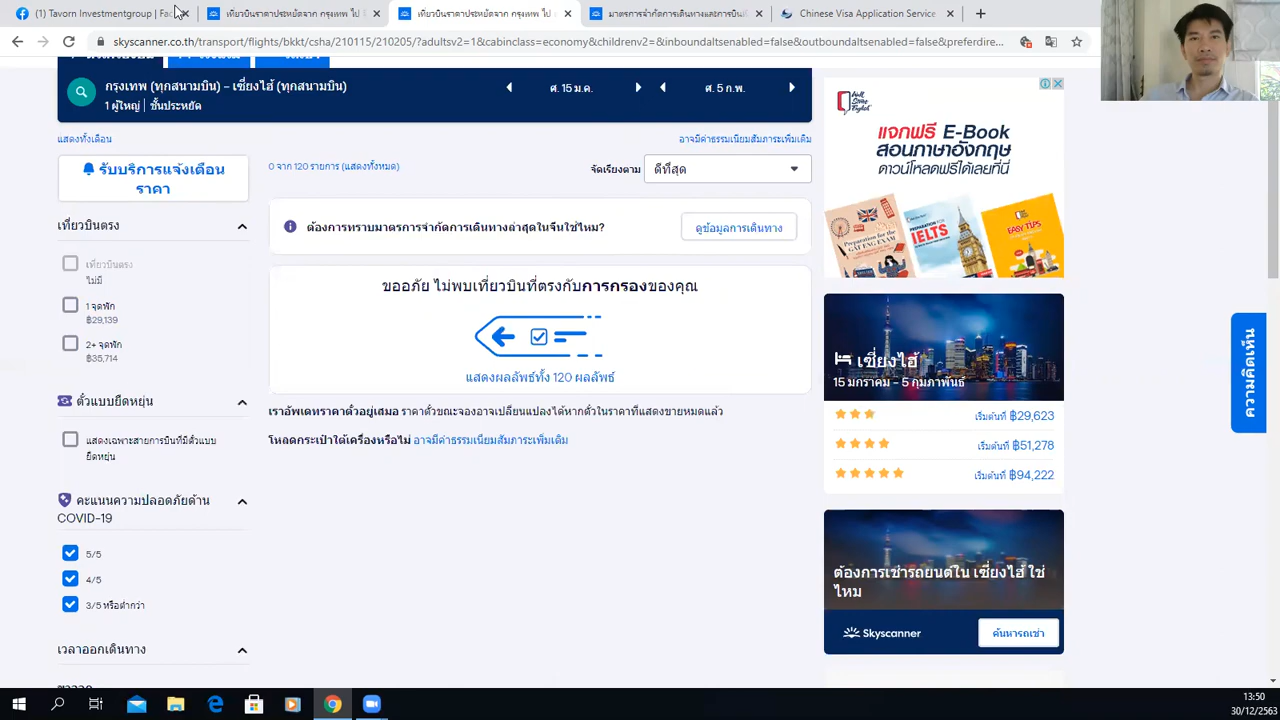 (1) Tavorn Investmentgroup | Fac
เที่ยวบินราคาประหยัดจาก กรุงเทพ ไป
เที่ยวบินราคาประหยัดจาก กรุงเทพ ไป เ
มาตรการจำกัดการเดินทางและการบิน
Chinese Visa Application Service
skyscanner.co.th/transport/flights/bkkt/csha/210115/210205/?adultsv2=1&cabinclass=economy&childrenv2=&inboundaltsenabled=false&outboundaltsenabled=false&preferdire...
กรุงเทพ (ทุกสนามบิน) – เซี่ยงไฮ้ (ทุกสนามบิน)
1 ผู้ใหญ่ | ชั้นประหยัด
ศ. 15 ม.ค.
ศ. 5 ก.พ.
แสดงทั้งเดือน
อาจมีค่าธรรมเนียมสัมภาระเพิ่มเติม
รับบริการแจ้งเตือน
ราคา
0 จาก 120 รายการ (แสดงทั้งหมด)
จัดเรียงตาม
ดีที่สุด
ต้องการทราบมาตรการจำกัดการเดินทางล่าสุดในจีนใช่ไหม?
ดูข้อมูลการเดินทาง
ขออภัย ไม่พบเที่ยวบินที่ตรงกับการกรองของคุณ
แสดงผลลัพธ์ทั้ง 120 ผลลัพธ์
เราอัพเดทราคาตั๋วอยู่เสมอ ราคาตั๋วขณะจองอาจเปลี่ยนแปลงได้หากตั๋วในราคาที่แสดงขายหมดแล้ว
โหลดกระเป๋าใต้เครื่องหรือไม่ อาจมีค่าธรรมเนียมสัมภาระเพิ่มเติม
เที่ยวบินตรง
เที่ยวบินตรง
ไม่มี
1 จุดพัก
฿29,139
2+ จุดพัก
฿35,714
ตั๋วแบบยืดหยุ่น
แสดงเฉพาะสายการบินที่มีตั๋วแบบ
ยืดหยุ่น
คะแนนความปลอดภัยด้าน
COVID-19
5/5
4/5
3/5 หรือต่ำกว่า
เวลาออกเดินทาง
Wall
Street
English
แจกฟรี E-Book
สอนภาษาอังกฤษ
ดาวน์โหลดฟรีได้เลยที่นี่
Preparation for the
GAT ENG EXAM
Preparation for
IELTS
EASY TIPS
เซี่ยงไฮ้
15 มกราคม – 5 กุมภาพันธ์
เริ่มต้นที่ ฿29,623
เริ่มต้นที่ ฿51,278
เริ่มต้นที่ ฿94,222
ต้องการเช่ารถยนต์ใน เซี่ยงไฮ้ ใช่
ไหม
Skyscanner
ค้นหารถเช่า
ความคิดเห็น
13:50
30/12/2563